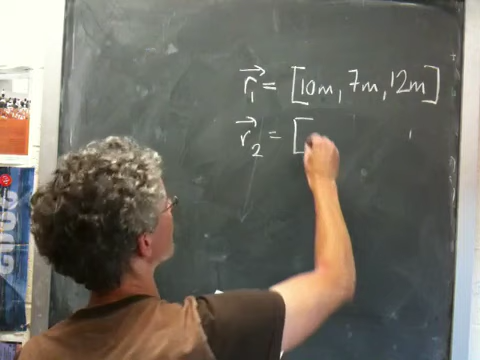 r⃗₁ = [10m, 7m, 12m]
r⃗₂ = [